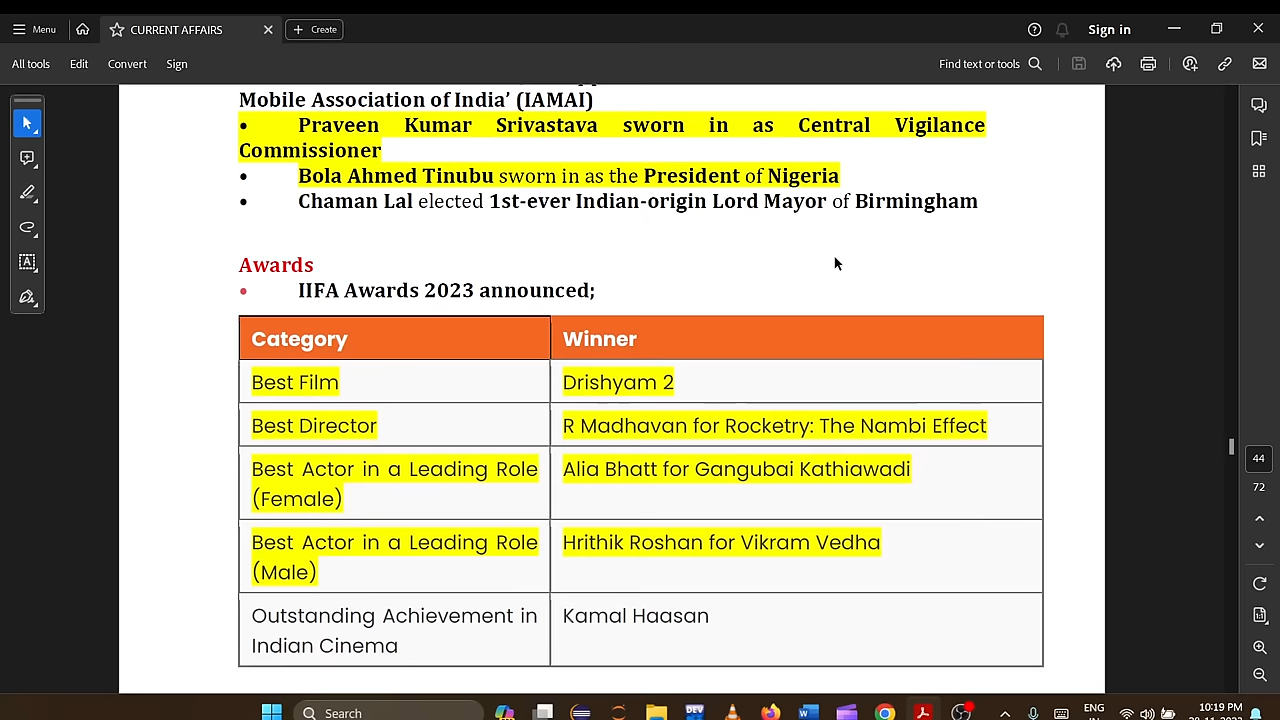 Menu
CURRENT AFFAIRS
Create
Sign in
All tools
Edit
Convert
Sign
Find text or tools
Mobile Association of India’ (IAMAI)
• Praveen Kumar Srivastava sworn in as Central Vigilance
Commissioner
• Bola Ahmed Tinubu sworn in as the President of Nigeria
• Chaman Lal elected 1st-ever Indian-origin Lord Mayor of Birmingham
Awards
• IIFA Awards 2023 announced;
Category Winner
Best Film Drishyam 2
Best Director R Madhavan for Rocketry: The Nambi Effect
Best Actor in a Leading Role Alia Bhatt for Gangubai Kathiawadi
(Female)
Best Actor in a Leading Role Hrithik Roshan for Vikram Vedha
(Male)
Outstanding Achievement in Kamal Haasan
Indian Cinema
44
72
Search
DEV
ENG
10:19 PM